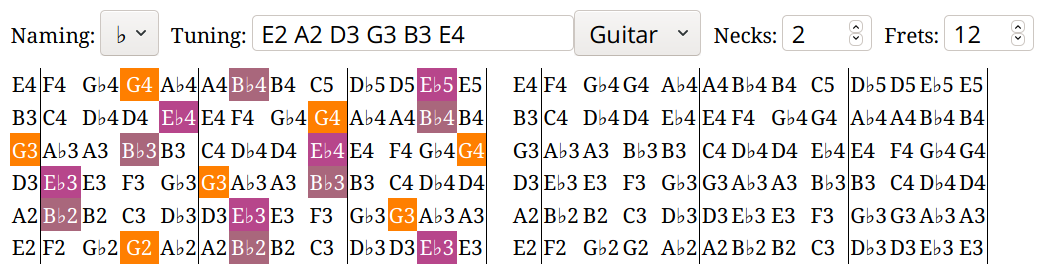 Naming: ♭ Tuning: E2 A2 D3 G3 B3 E4 Guitar Necks: 2 Frets: 12
E4 F4 G♭4 G4 A♭4 A4 B♭4 B4 C5 D♭5 D5 E♭5 E5 E4 F4 G♭4 G4 A♭4 A4 B♭4 B4 C5 D♭5 D5 E♭5 E5
B3 C4 D♭4 D4 E♭4 E4 F4 G♭4 G4 A♭4 A4 B♭4 B4 B3 C4 D♭4 D4 E♭4 E4 F4 G♭4 G4 A♭4 A4 B♭4 B4
G3 A♭3 A3 B♭3 B3 C4 D♭4 D4 E♭4 E4 F4 G♭4 G4 G3 A♭3 A3 B♭3 B3 C4 D♭4 D4 E♭4 E4 F4 G♭4 G4
D3 E♭3 E3 F3 G♭3 G3 A♭3 A3 B♭3 B3 C4 D♭4 D4 D3 E♭3 E3 F3 G♭3 G3 A♭3 A3 B♭3 B3 C4 D♭4 D4
A2 B♭2 B2 C3 D♭3 D3 E♭3 E3 F3 G♭3 G3 A♭3 A3 A2 B♭2 B2 C3 D♭3 D3 E♭3 E3 F3 G♭3 G3 A♭3 A3
E2 F2 G♭2 G2 A♭2 A2 B♭2 B2 C3 D♭3 D3 E♭3 E3 E2 F2 G♭2 G2 A♭2 A2 B♭2 B2 C3 D♭3 D3 E♭3 E3